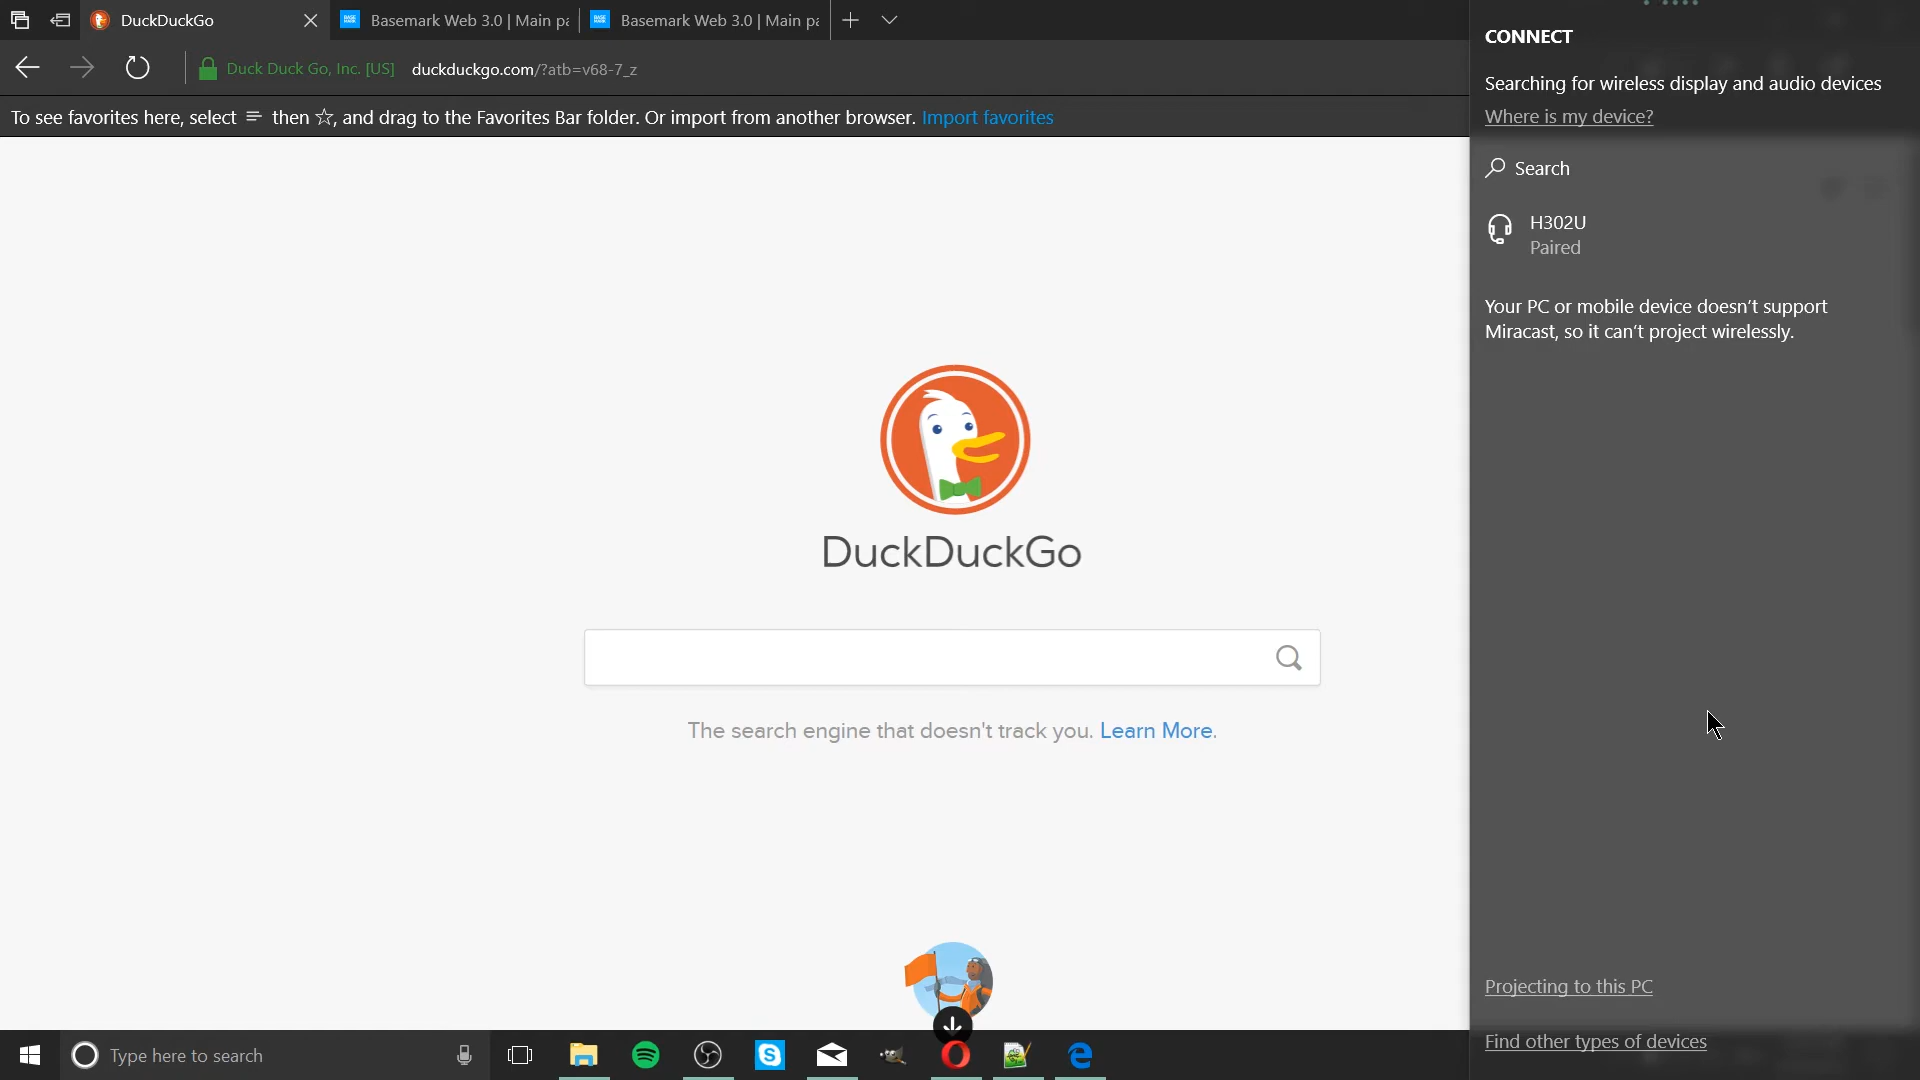 DuckDuckGo
Basemark Web 3.0 | Main pa
Basemark Web 3.0 | Main pa
Duck Duck Go, Inc. [US] duckduckgo.com/?atb=v68-7_z
To see favorites here, select then ☆, and drag to the Favorites Bar folder. Or import from another browser. Import favorites
DuckDuckGo
The search engine that doesn't track you. Learn More.
CONNECT
Searching for wireless display and audio devices
Where is my device?
Search
H302U
Paired
Your PC or mobile device doesn't support
Miracast, so it can't project wirelessly.
Projecting to this PC
Find other types of devices
Type here to search